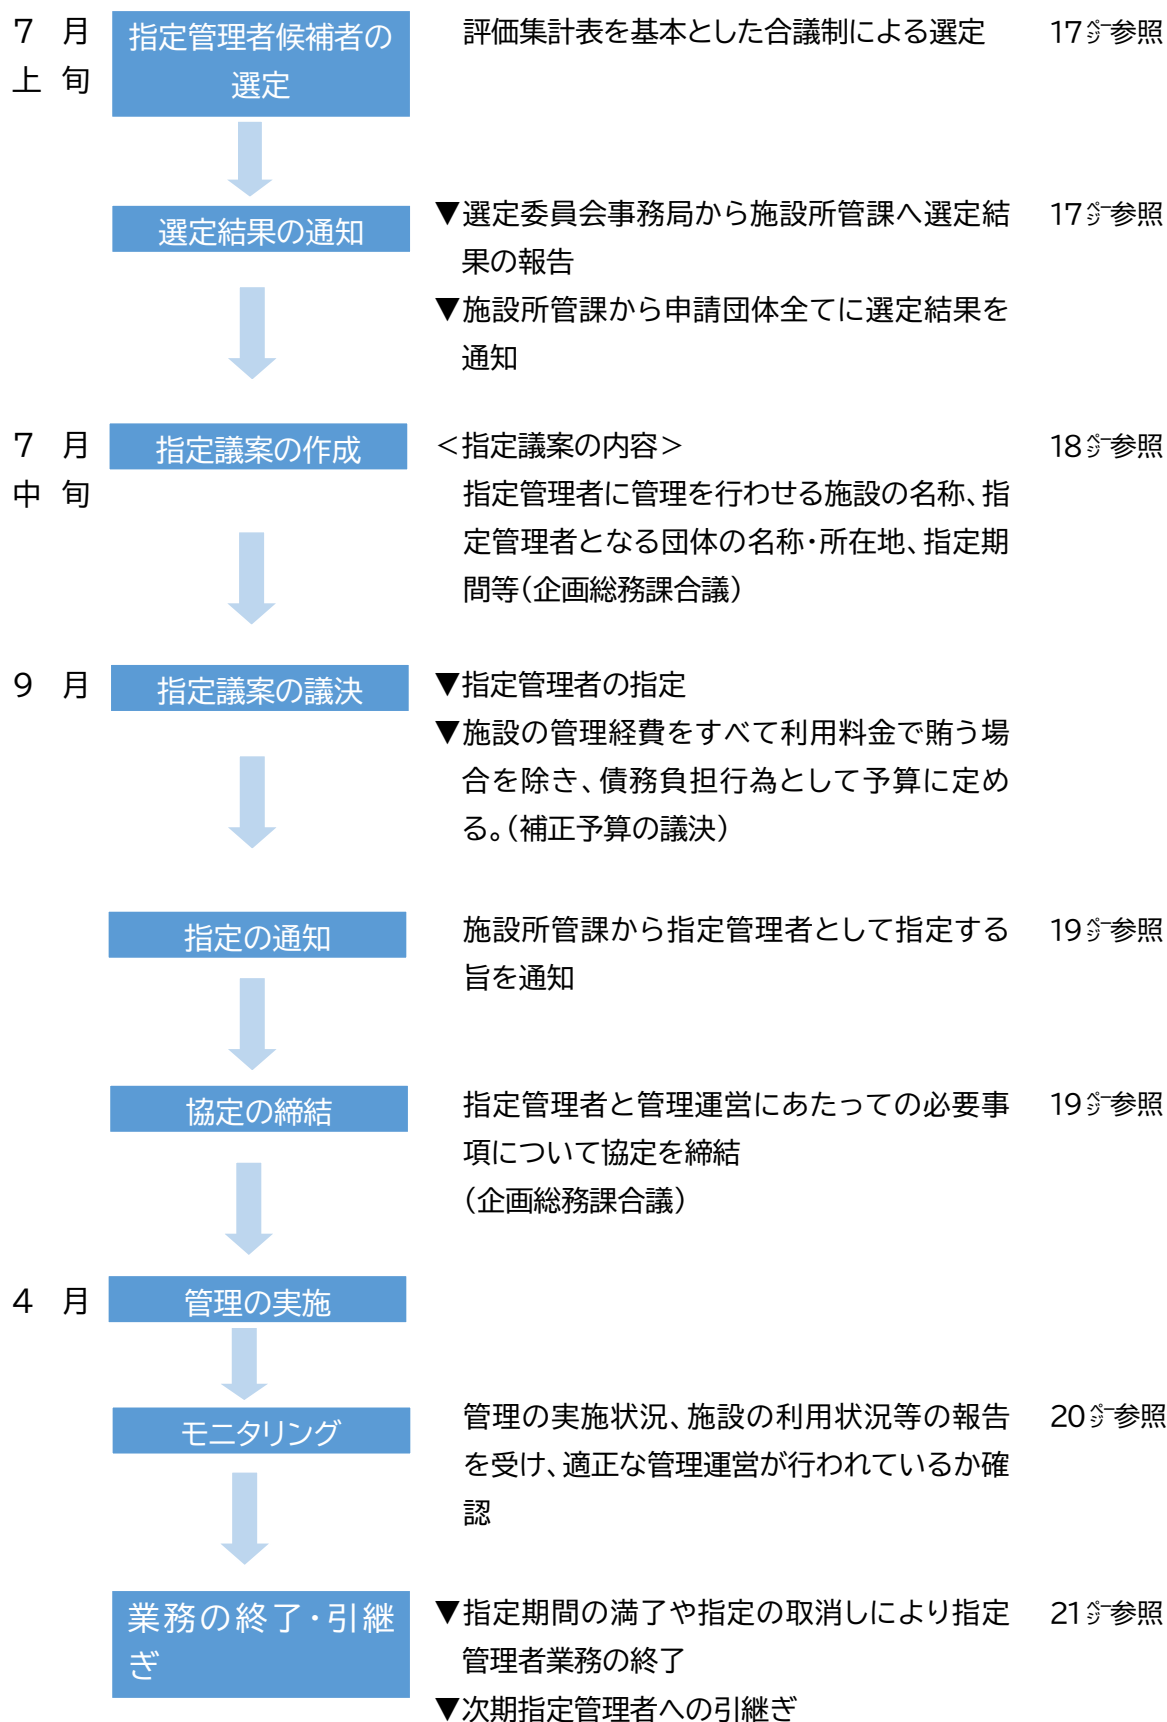 7 月 指定管理者候補者の 評価集計表を基本とした合議制による選定 17㌻参照
上 旬 選定
選定結果の通知 ▼選定委員会事務局から施設所管課へ選定結 17㌻参照
果の報告
▼施設所管課から申請団体全てに選定結果を
通知
7 月 指定議案の作成 ＜指定議案の内容＞ 18㌻参照
中 旬 指定管理者に管理を行わせる施設の名称、指
定管理者となる団体の名称・所在地、指定期
間等（企画総務課合議）
9 月 指定議案の議決 ▼指定管理者の指定
▼施設の管理経費をすべて利用料金で賄う場
合を除き、債務負担行為として予算に定め
る。（補正予算の議決）
指定の通知 施設所管課から指定管理者として指定する 19㌻参照
旨を通知
協定の締結 指定管理者と管理運営にあたっての必要事 19㌻参照
項について協定を締結
（企画総務課合議）
4 月 管理の実施
モニタリング 管理の実施状況、施設の利用状況等の報告 20㌻参照
を受け、適正な管理運営が行われているか確
認
業務の終了・引継 ▼指定期間の満了や指定の取消しにより指定 21㌻参照
ぎ 管理者業務の終了
▼次期指定管理者への引継ぎ